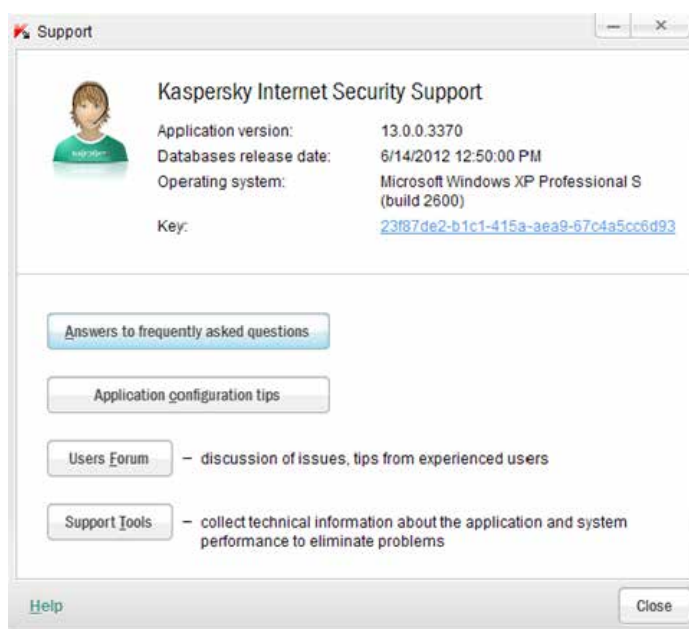 Support
Kaspersky Internet Security Support
Application version: 13.0.0.3370
Databases release date: 6/14/2012 12:50:00 PM
Operating system: Microsoft Windows XP Professional S
(build 2600)
Key: 23f87de2-b1c1-415a-aea9-67c4a5cc6d93
Answers to frequently asked questions
Application configuration tips
Users Forum – discussion of issues, tips from experienced users
Support Tools – collect technical information about the application and system
performance to eliminate problems
Help Close